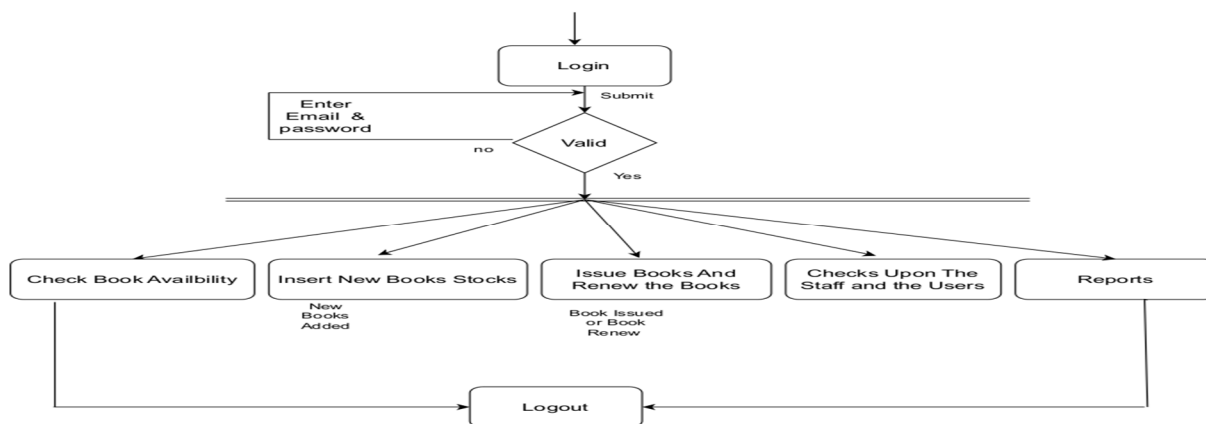 Login
Submit
Enter
Email &
password
Valid
no
Yes
Check Book Availbility
Insert New Books Stocks
Issue Books And
Renew the Books
Checks Upon The
Staff and the Users
Reports
New
Books
Added
Book Issued
or Book
Renew
Logout